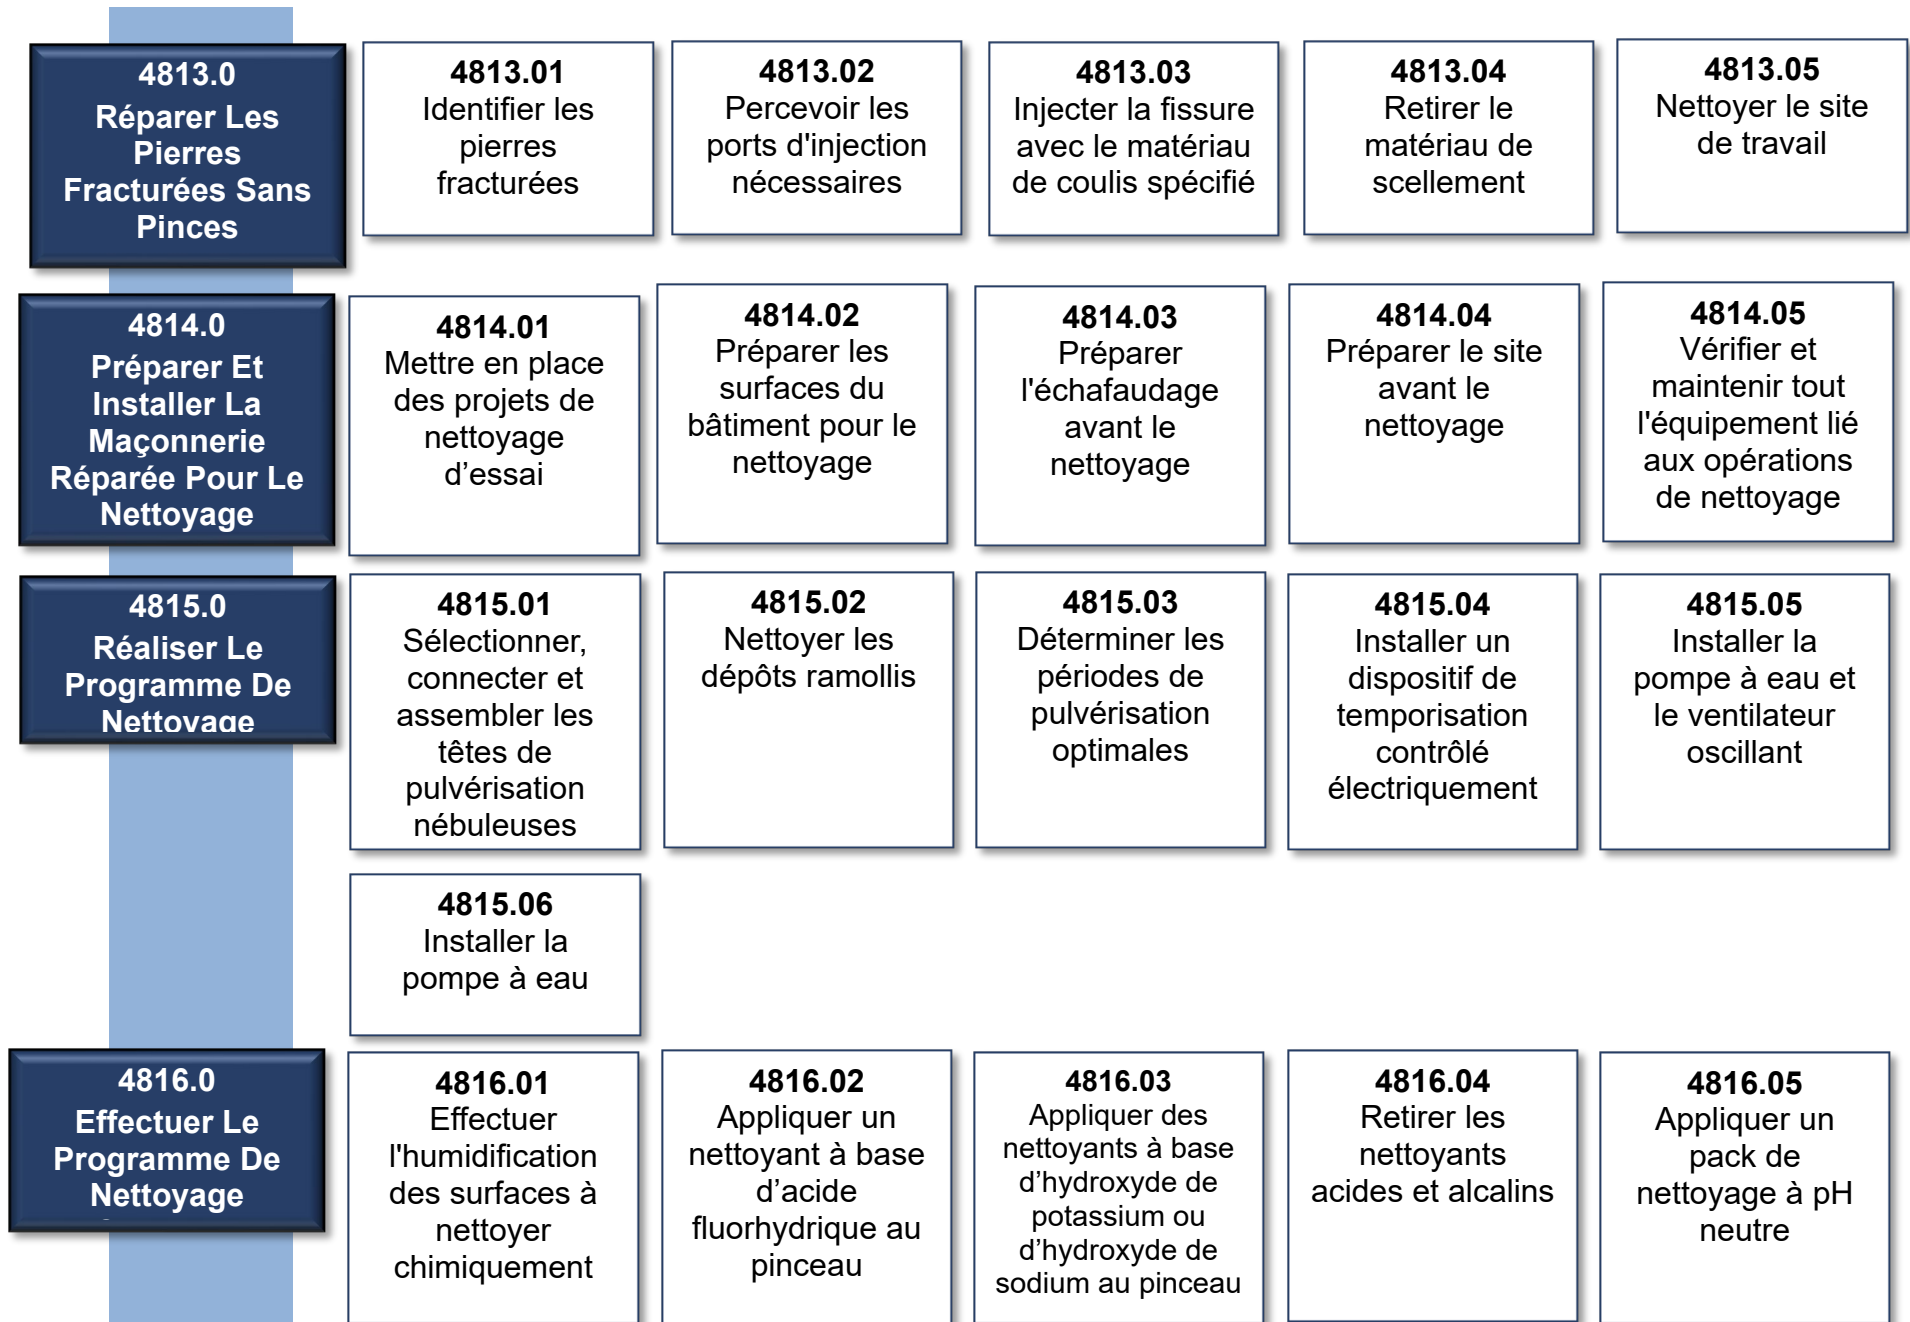 4813.0
Réparer Les
Pierres
Fracturées Sans
Pinces
4813.01
Identifier les
pierres
fracturées
4813.02
Percevoir les
ports d'injection
nécessaires
4813.03
Injecter la fissure
avec le matériau
de coulis spécifié
4813.04
Retirer le
matériau de
scellement
4813.05
Nettoyer le site
de travail
4814.0
Préparer Et
Installer La
Maçonnerie
Réparée Pour Le
Nettoyage
4814.01
Mettre en place
des projets de
nettoyage
d’essai
4814.02
Préparer les
surfaces du
bâtiment pour le
nettoyage
4814.03
Préparer
l'échafaudage
avant le
nettoyage
4814.04
Préparer le site
avant le
nettoyage
4814.05
Vérifier et
maintenir tout
l'équipement lié
aux opérations
de nettoyage
4815.0
Réaliser Le
Programme De
Nettoyage
4815.01
Sélectionner,
connecter et
assembler les
têtes de
pulvérisation
nébuleuses
4815.02
Nettoyer les
dépôts ramollis
4815.03
Déterminer les
périodes de
pulvérisation
optimales
4815.04
Installer un
dispositif de
temporisation
contrôlé
électriquement
4815.05
Installer la
pompe à eau et
le ventilateur
oscillant
4815.06
Installer la
pompe à eau
4816.0
Effectuer Le
Programme De
Nettoyage
4816.01
Effectuer
l'humidification
des surfaces à
nettoyer
chimiquement
4816.02
Appliquer un
nettoyant à base
d’acide
fluorhydrique au
pinceau
4816.03
Appliquer des
nettoyants à base
d’hydroxyde de
potassium ou
d’hydroxyde de
sodium au pinceau
4816.04
Retirer les
nettoyants
acides et alcalins
4816.05
Appliquer un
pack de
nettoyage à pH
neutre